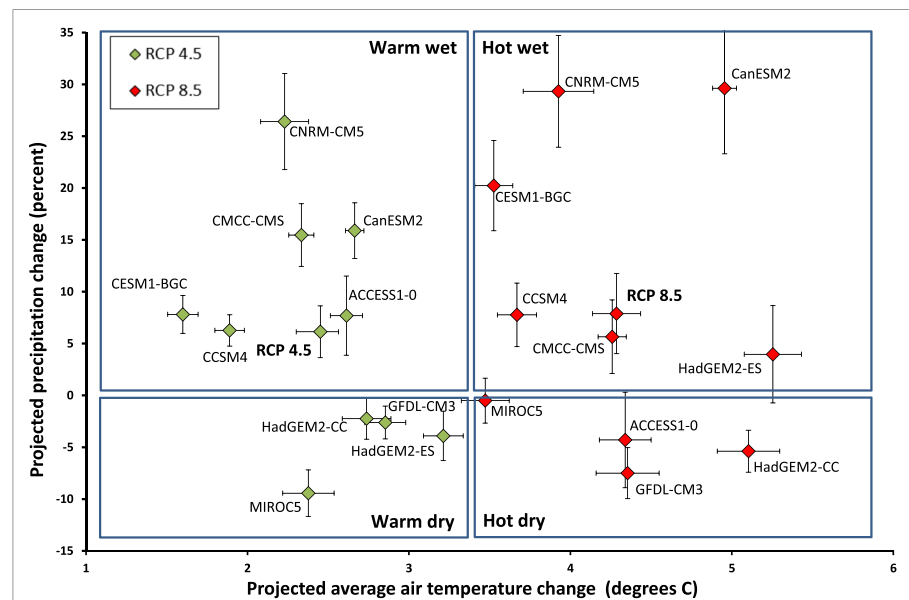 Projected precipitation change (percent)
35
30
25
20
15
10
5
0
-5
-10
-15
RCP 4.5
RCP 8.5
Warm wet
Hot wet
CNRM-CM5
CNRM-CM5
CanESM2
CESM1-BGC
CMCC-CMS
CanESM2
CESM1-BGC
ACCESS1-0
CCSM4
RCP 4.5
CCSM4
RCP 8.5
CMCC-CMS
HadGEM2-ES
GFDL-CM3
HadGEM2-CC
HadGEM2-ES
MIROC5
MIROC5
ACCESS1-0
HadGEM2-CC
GFDL-CM3
Warm dry
Hot dry
1
2
3
4
5
6
Projected average air temperature change (degrees C)